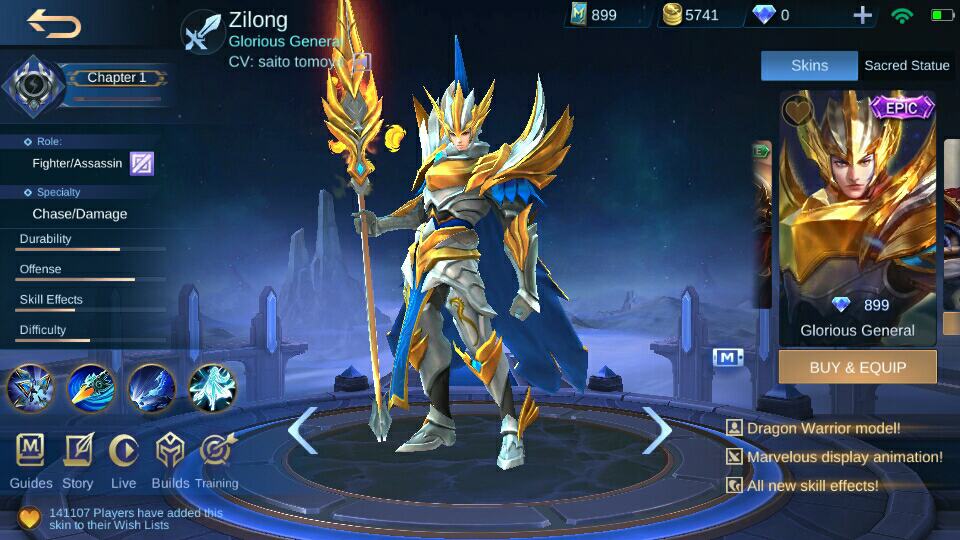 Zilong
Glorious General
CV: saito tomoy
899
5741
0
Chapter 1
Skins
Sacred Statue
Role:
Fighter/Assassin
Specialty
Chase/Damage
Durability
Offense
Skill Effects
Difficulty
EPIC
899
Glorious General
BUY & EQUIP
M
Dragon Warrior model!
Marvelous display animation!
All new skill effects!
Guides
Story
Live
Builds
Training
141107 Players have added this
skin to their Wish Lists